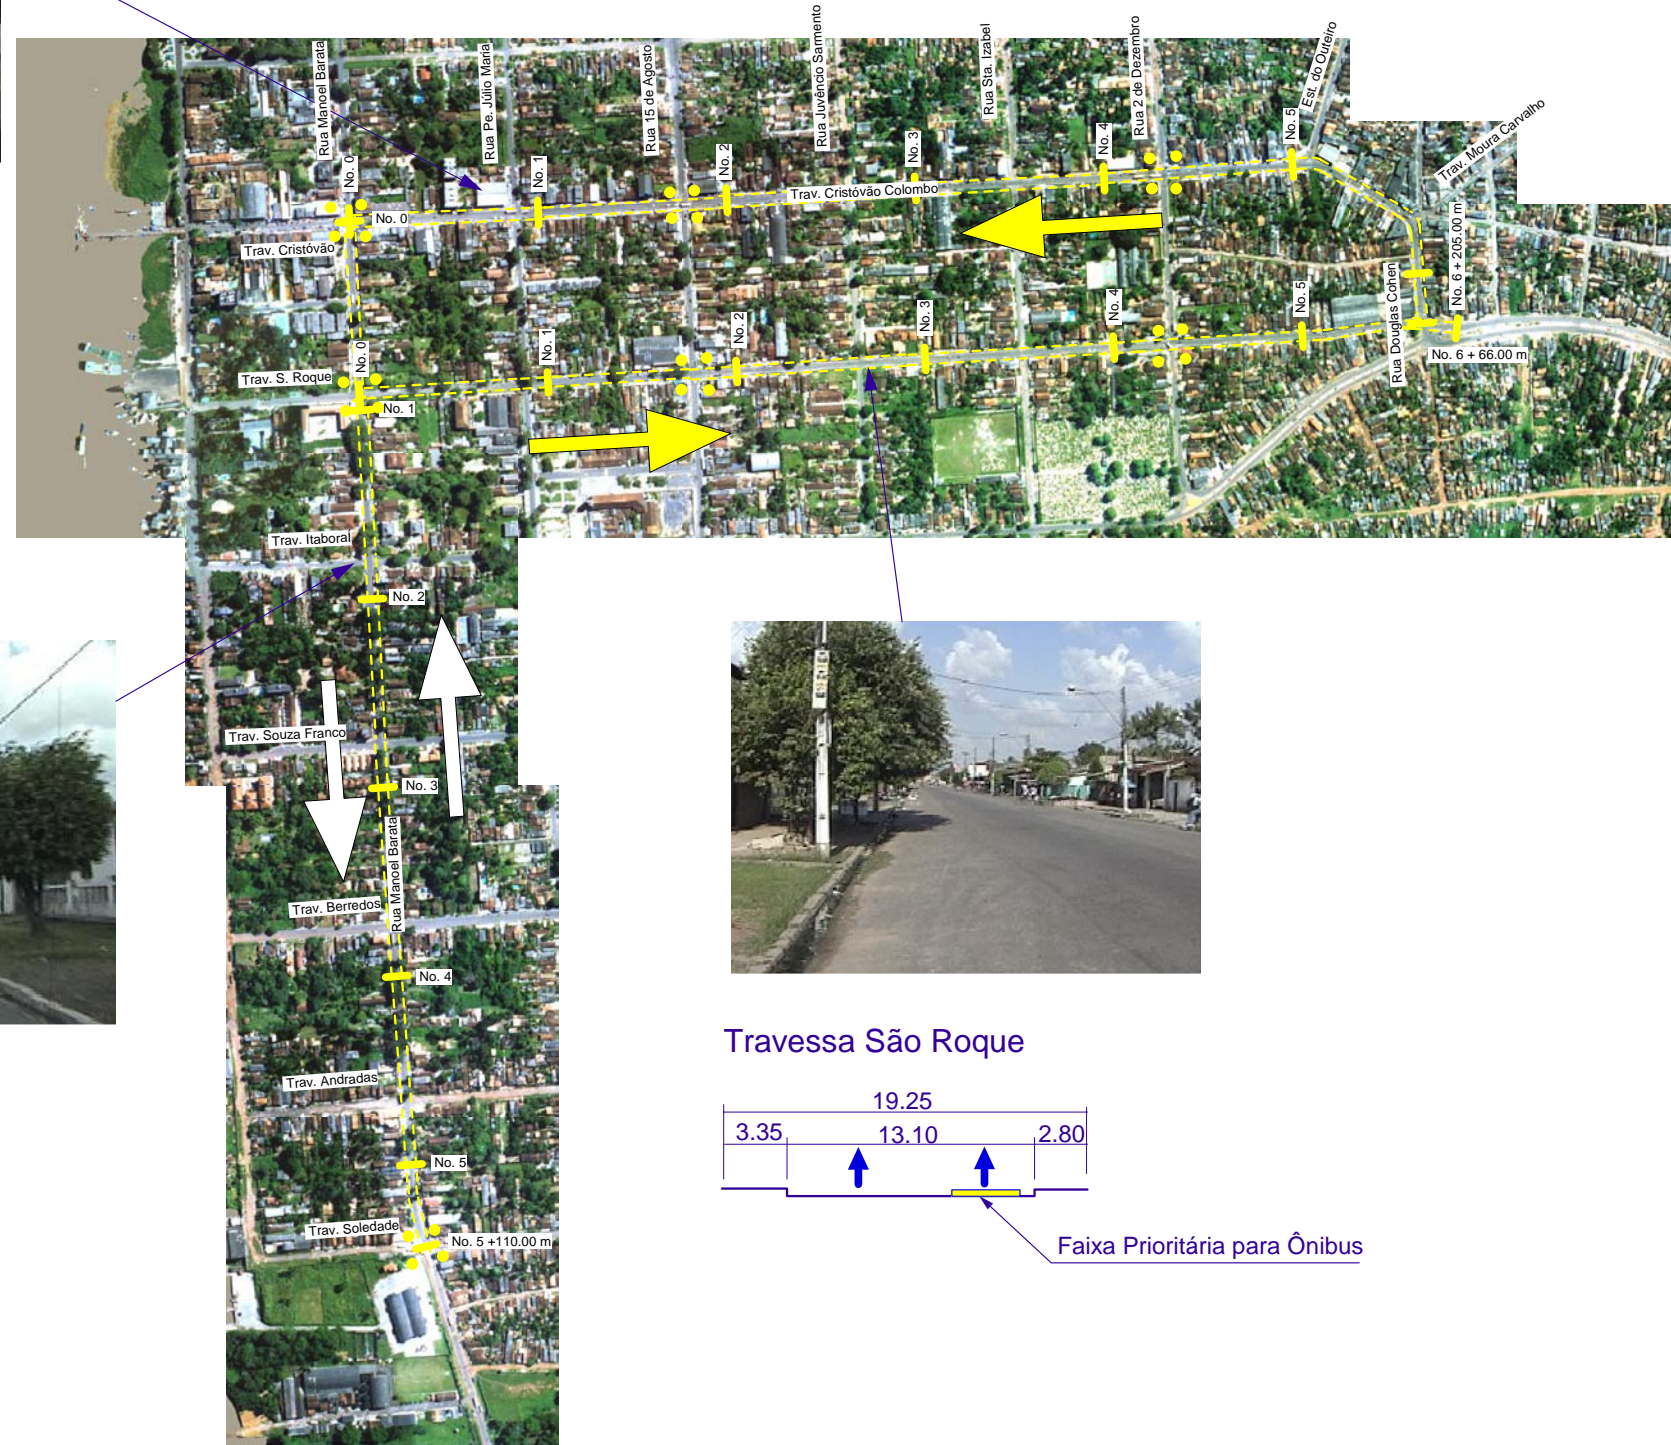 Rua Manoel Barata
Rua Pe. Júlio Maria
Rua 15 de Agosto
Rua Juvêncio Sarmento
Rua Sta. Izabel
Rua 2 de Dezembro
Est. do Outeiro
Trav. Moura Carvalho
No. 0
No. 1
No. 2
No. 3
No. 4
No. 5
No. 0
Trav. Cristóvão Colombo
Trav. Cristóvão
No. 6 + 205.00 m
Rua Douglas Cohen
No. 0
No. 1
No. 2
No. 3
No. 4
No. 5
No. 6 + 66.00 m
Trav. S. Roque
No. 1
Trav. Itaboral
No. 2
Trav. Souza Franco
No. 3
Rua Manoel Barata
Trav. Berredos
No. 4
Trav. Andradas
No. 5
Trav. Soledade
No. 5 +110.00 m
Travessa São Roque
19.25
3.35
13.10
2.80
Faixa Prioritária para Ônibus